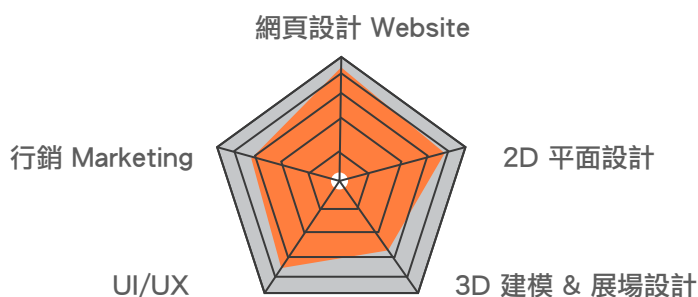 網頁設計 Website
行銷 Marketing
2D 平面設計
UI/UX
3D 建模 & 展場設計